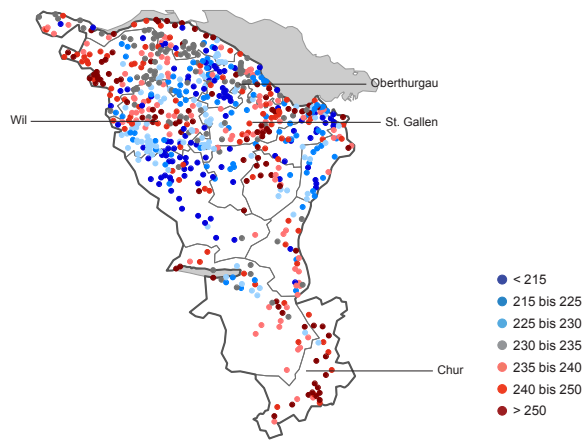 Oberthurgau
Wil
St. Gallen
< 215
215 bis 225
225 bis 230
230 bis 235
235 bis 240
240 bis 250
> 250
Chur